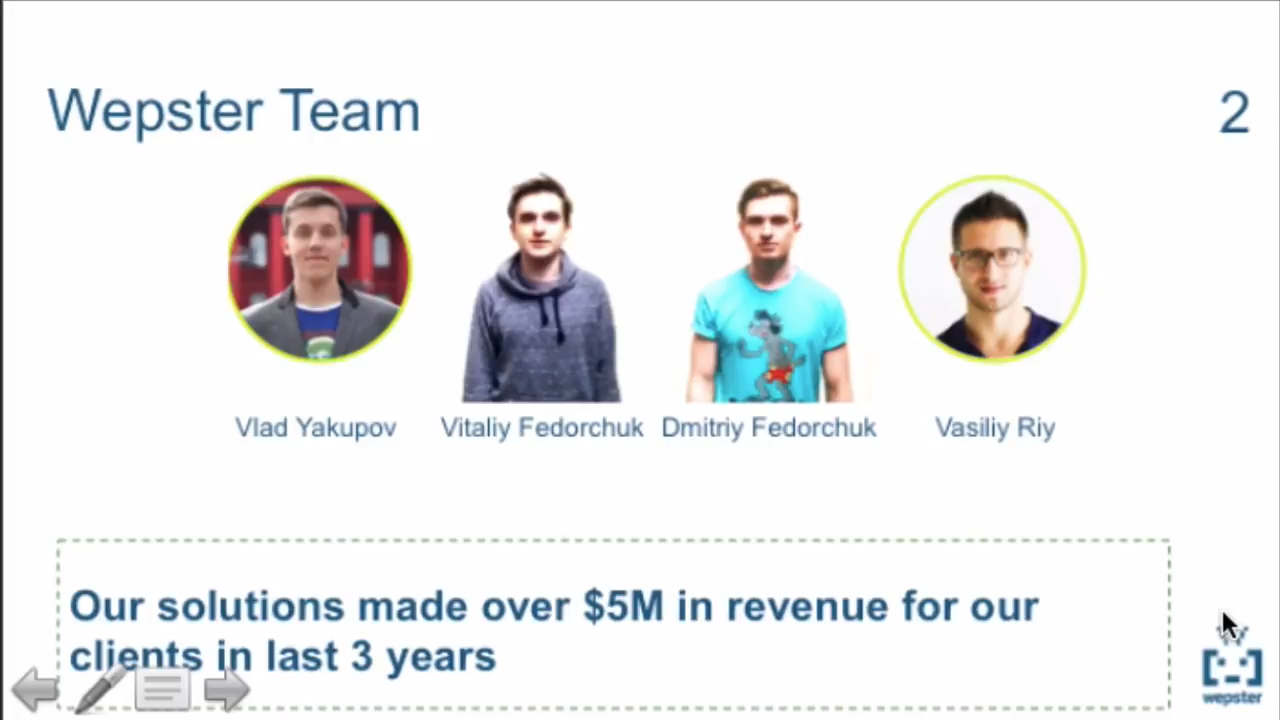 Wepster Team
2
Vlad Yakupov
Vitaliy Fedorchuk
Dmitriy Fedorchuk
Vasiliy Riy
Our solutions made over $5M in revenue for our
clients in last 3 years
wepster